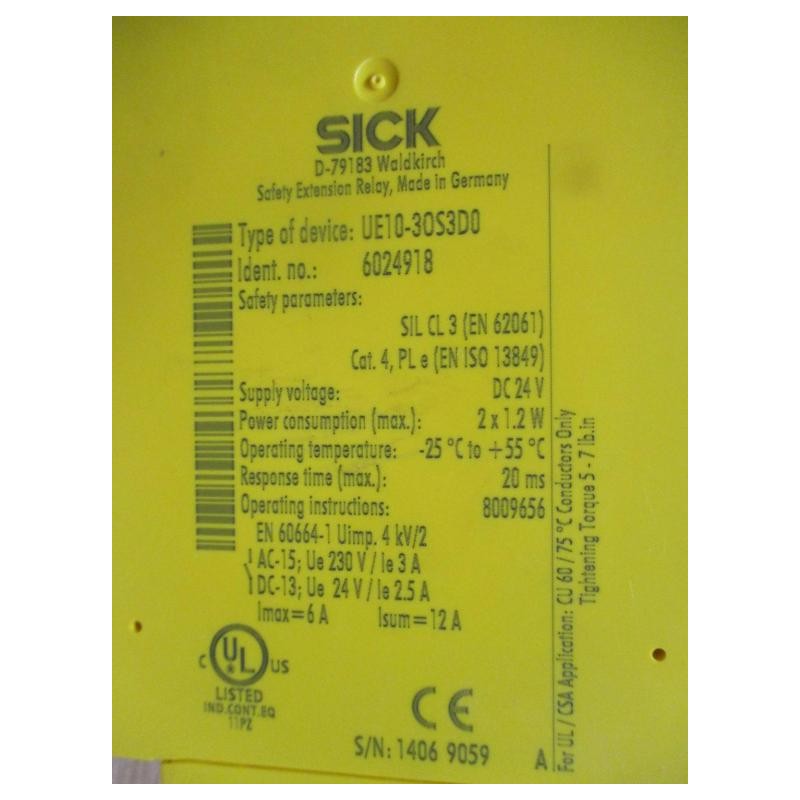 SICK
D-79183 Waldkirch
Safety Extension Relay, Made in Germany
Type of device: UE10-3OS3D0
Ident. no.: 6024918
Safety parameters:
SIL CL 3 (EN 62061)
Cat. 4, PL e (EN ISO 13849)
Supply voltage: DC 24 V
Power consumption (max.): 2 x 1.2 W
Operating temperature: -25 °C to +55 °C
Response time (max.): 20 ms
Operating instructions: 8009656
EN 60664-1 Uimp. 4 kV/2
AC-15; Ue 230 V / Ie 3 A
DC-13; Ue 24 V / Ie 2.5 A
Imax=6 A Isum=12 A
C UL US
LISTED
IND.CONT.EQ
11PZ
CE
S/N: 1406 9059 A
For UL / CSA Application: CU 60 / 75 °C Conductors Only
Tightening Torque 5 - 7 lb.in